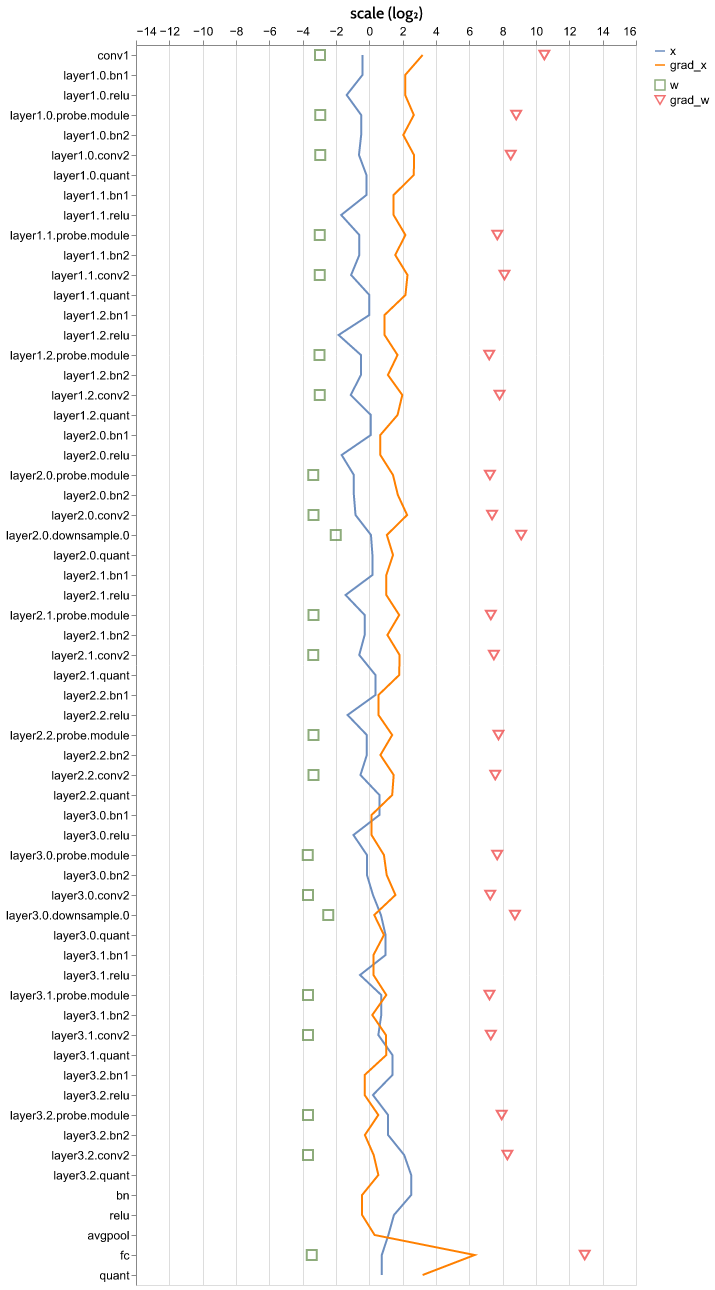 scale (log₂)
−14 −12 −10 −8 −6 −4 −2 0 2 4 6 8 10 12 14 16
x
grad_x
w
grad_w
conv1
layer1.0.bn1
layer1.0.relu
layer1.0.probe.module
layer1.0.bn2
layer1.0.conv2
layer1.0.quant
layer1.1.bn1
layer1.1.relu
layer1.1.probe.module
layer1.1.bn2
layer1.1.conv2
layer1.1.quant
layer1.2.bn1
layer1.2.relu
layer1.2.probe.module
layer1.2.bn2
layer1.2.conv2
layer1.2.quant
layer2.0.bn1
layer2.0.relu
layer2.0.probe.module
layer2.0.bn2
layer2.0.conv2
layer2.0.downsample.0
layer2.0.quant
layer2.1.bn1
layer2.1.relu
layer2.1.probe.module
layer2.1.bn2
layer2.1.conv2
layer2.1.quant
layer2.2.bn1
layer2.2.relu
layer2.2.probe.module
layer2.2.bn2
layer2.2.conv2
layer2.2.quant
layer3.0.bn1
layer3.0.relu
layer3.0.probe.module
layer3.0.bn2
layer3.0.conv2
layer3.0.downsample.0
layer3.0.quant
layer3.1.bn1
layer3.1.relu
layer3.1.probe.module
layer3.1.bn2
layer3.1.conv2
layer3.1.quant
layer3.2.bn1
layer3.2.relu
layer3.2.probe.module
layer3.2.bn2
layer3.2.conv2
layer3.2.quant
bn
relu
avgpool
fc
quant